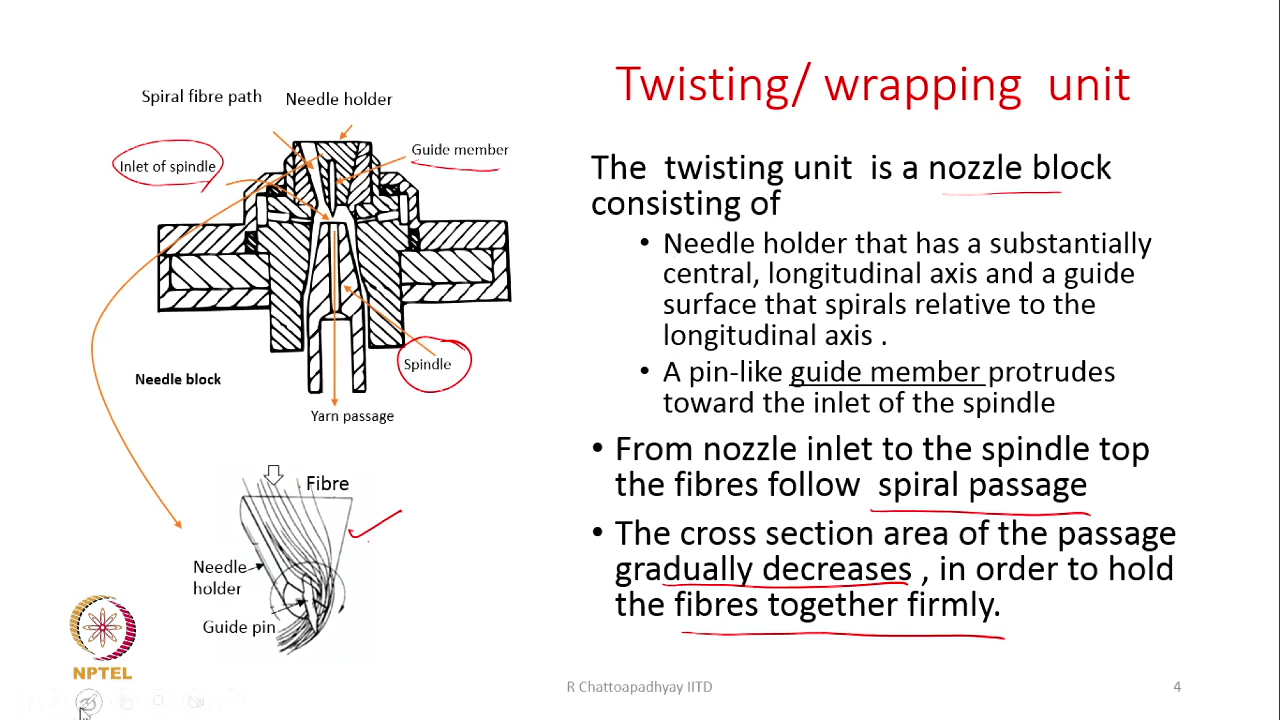 Twisting/ wrapping unit
Spiral fibre path
Needle holder
Inlet of spindle
Guide member
Spindle
Needle block
Yarn passage
Fibre
Needle
holder
Guide pin
The twisting unit is a nozzle block
consisting of
• Needle holder that has a substantially
central, longitudinal axis and a guide
surface that spirals relative to the
longitudinal axis .
• A pin-like guide member protrudes
toward the inlet of the spindle
• From nozzle inlet to the spindle top
the fibres follow spiral passage
• The cross section area of the passage
gradually decreases , in order to hold
the fibres together firmly.
NPTEL
R Chattoapadhyay IITD
4